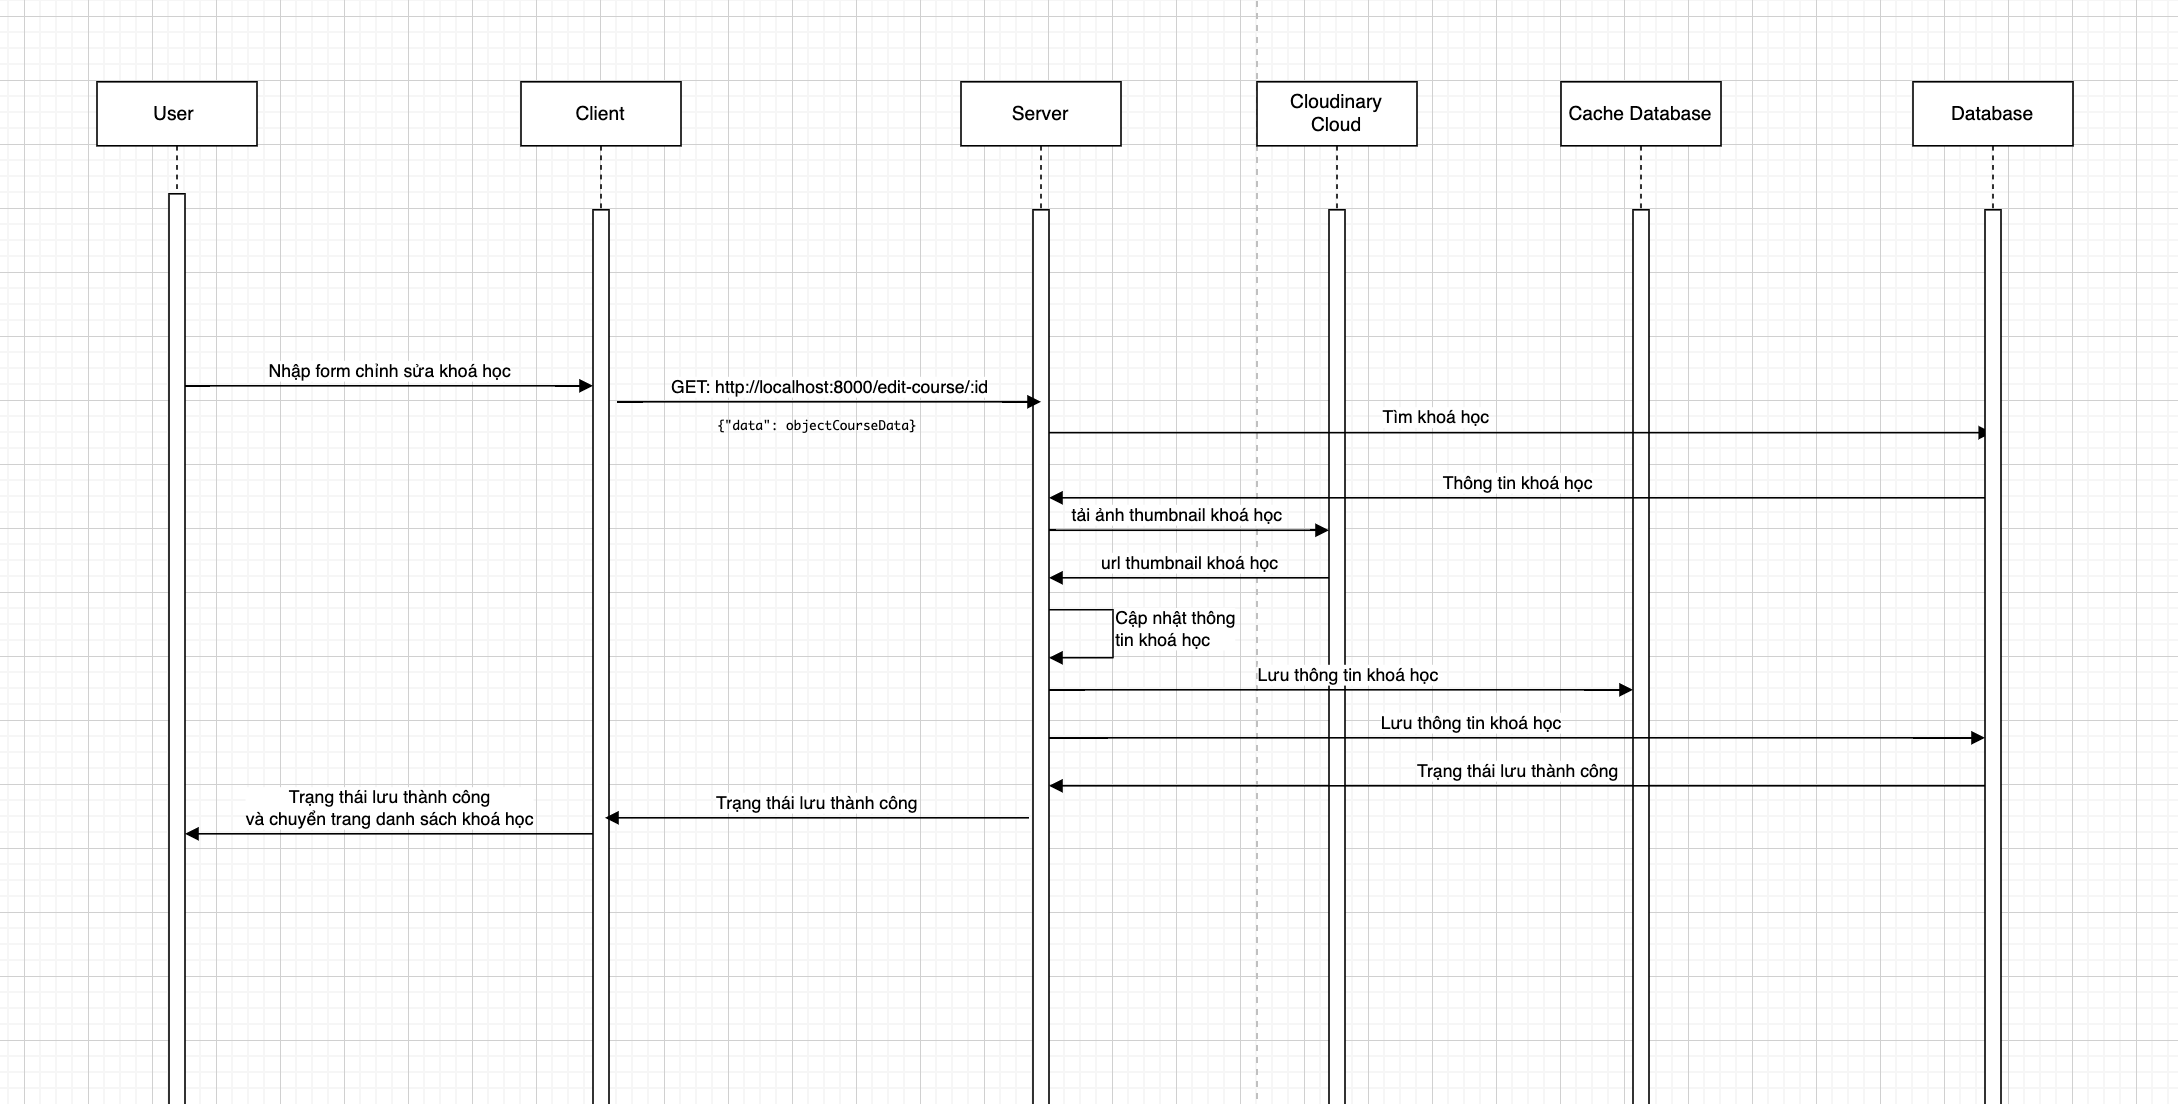 User
Client
Server
Cloudinary
Cloud
Cache Database
Database
Nhập form chỉnh sửa khoá học
GET: http://localhost:8000/edit-course/:id
{"data": objectCourseData}
Tìm khoá học
Thông tin khoá học
tải ảnh thumbnail khoá học
url thumbnail khoá học
Cập nhật thông
tin khoá học
Lưu thông tin khoá học
Lưu thông tin khoá học
Trạng thái lưu thành công
Trạng thái lưu thành công
Trạng thái lưu thành công
và chuyển trang danh sách khoá học